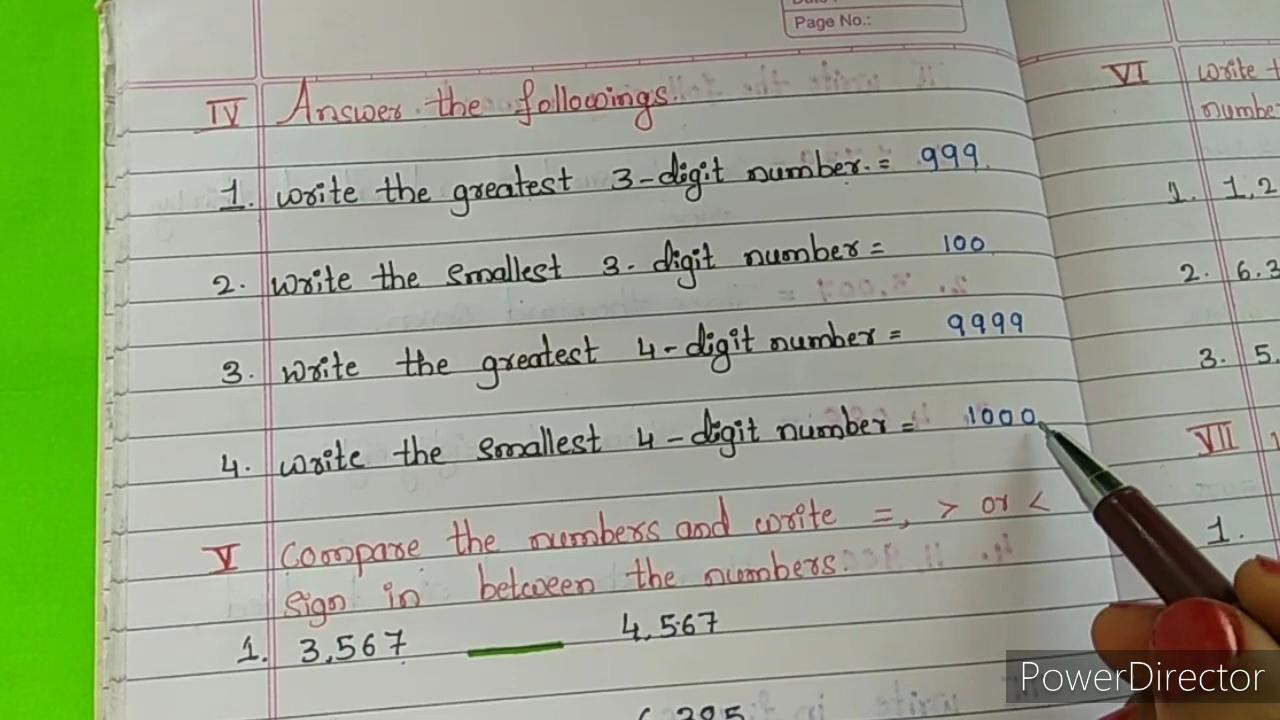 Page No.:
IV Answer the followings
1. write the greatest 3-digit number. = 999.
2. write the smallest 3-digit number = 100
3. write the greatest 4-digit number = 9999
4. write the smallest 4-digit number = 1000
V Compare the numbers and write =, > or <
sign in between the numbers
1. 3,567 4,567
VI write
numbe
1. 1,2
2. 6.3
3. 5.
VII
1.
PowerDirector